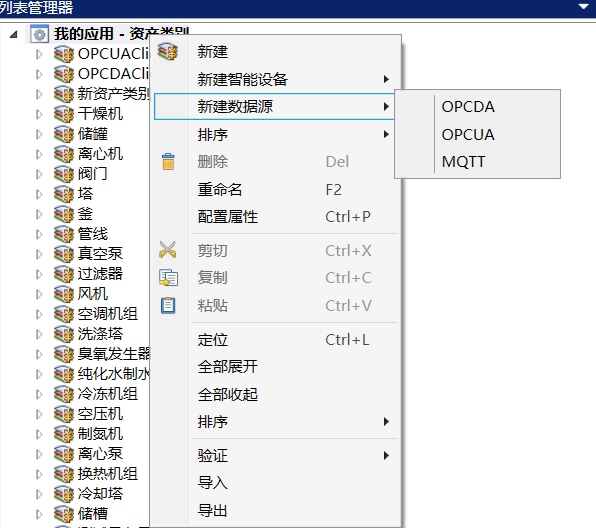 列表管理器
我的应用 - 资产类别
OPCUACli
OPCDACli
新资产类别
干燥机
储罐
离心机
阀门
塔
釜
管线
真空泵
过滤器
风机
空调机组
洗涤塔
臭氧发生器
纯化水制水
冷冻机组
空压机
制氮机
离心泵
换热机组
冷却塔
储槽
新建
新建智能设备
新建数据源
排序
删除 Del
重命名 F2
配置属性 Ctrl+P
剪切 Ctrl+X
复制 Ctrl+C
粘贴 Ctrl+V
定位 Ctrl+L
全部展开
全部收起
排序
验证
导入
导出
OPCDA
OPCUA
MQTT